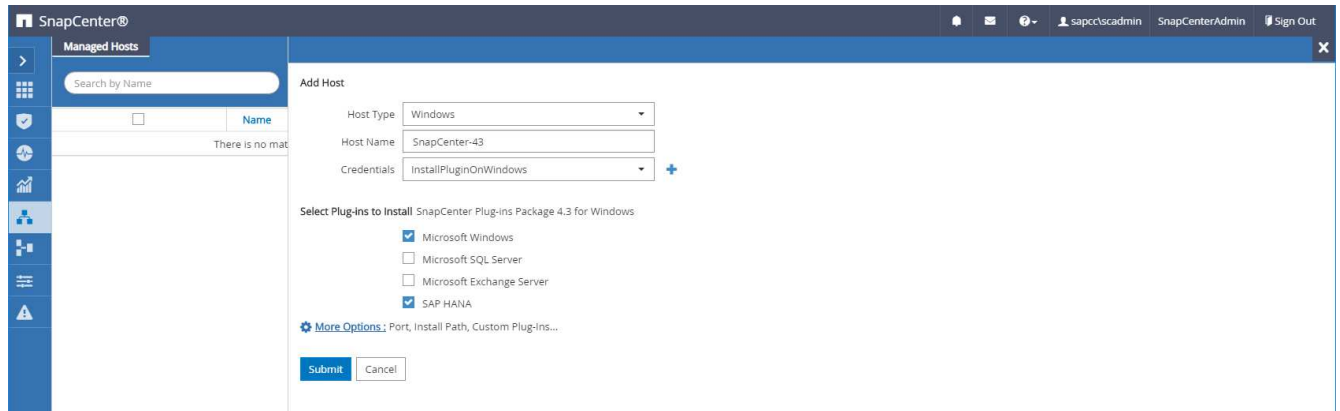 SnapCenter®
sapcc\scadmin SnapCenterAdmin Sign Out
Managed Hosts
Search by Name
Name
There is no mat
Add Host
Host Type Windows
Host Name SnapCenter-43
Credentials InstallPluginOnWindows
Select Plug-ins to Install SnapCenter Plug-ins Package 4.3 for Windows
Microsoft Windows
Microsoft SQL Server
Microsoft Exchange Server
SAP HANA
More Options : Port, Install Path, Custom Plug-Ins...
Submit Cancel